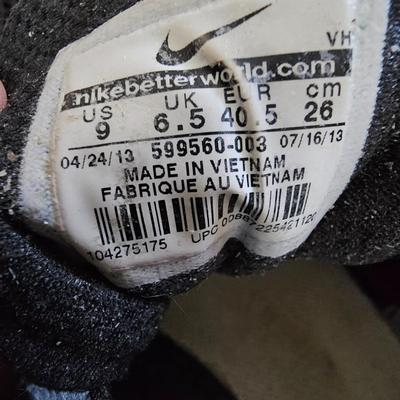 VH
nikebetterworld.com
US UK EUR cm
9 6.5 40.5 26
04/24/13 599560-003 07/16/13
MADE IN VIETNAM
FABRIQUE AU VIETNAM
104275175 UPC